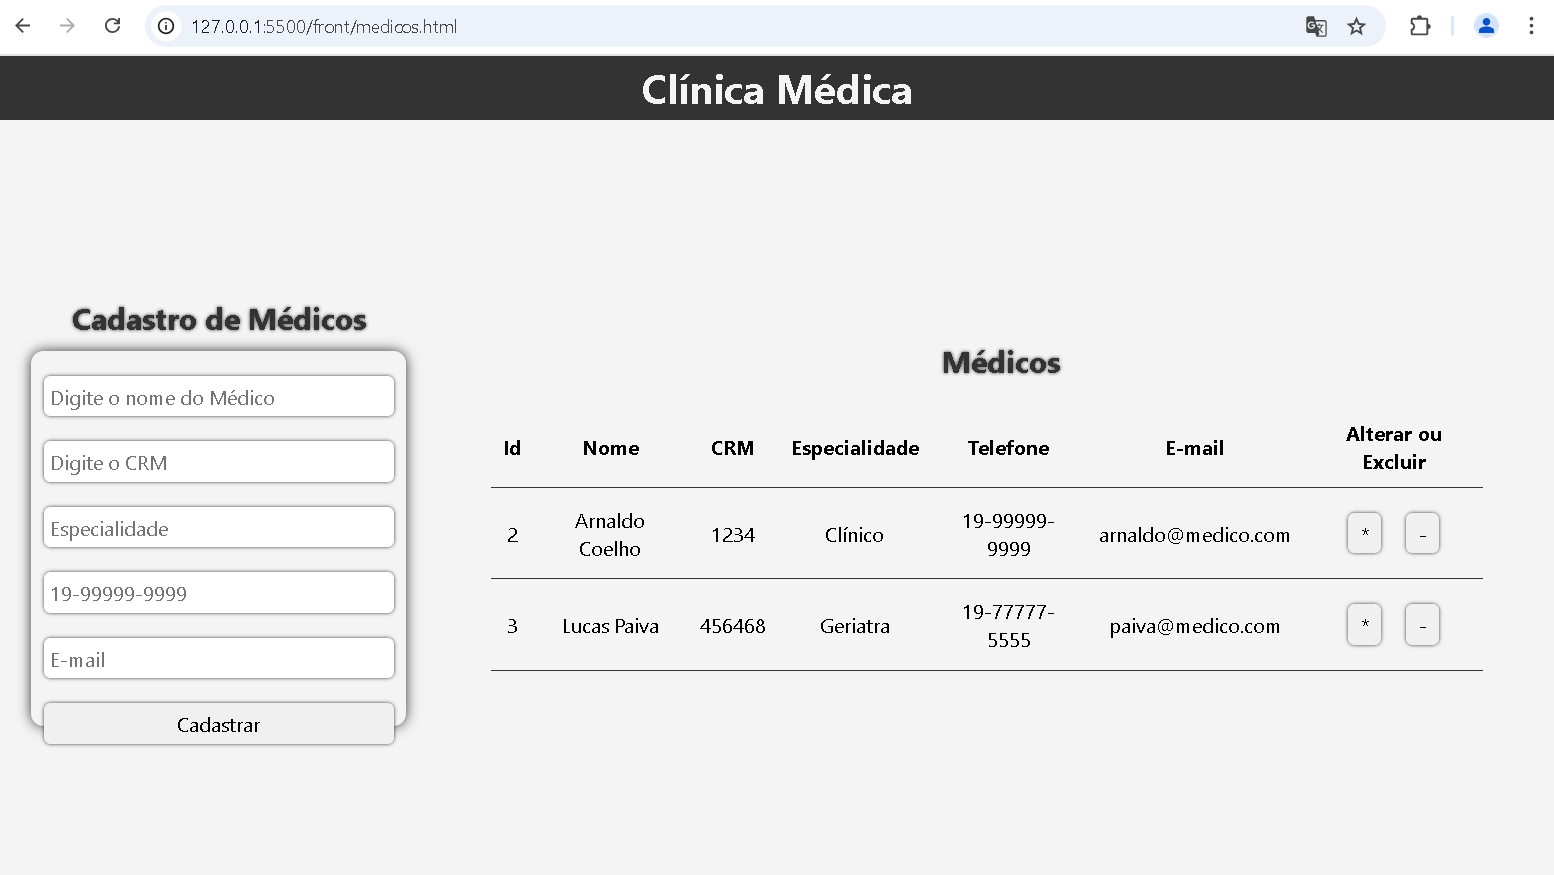 127.0.0.1:5500/front/medicos.html
Clínica Médica
Cadastro de Médicos
Digite o nome do Médico
Digite o CRM
Especialidade
19-99999-9999
E-mail
Cadastrar
Médicos
Id Nome CRM Especialidade Telefone E-mail Alterar ou
Excluir
2 Arnaldo
Coelho 1234 Clínico 19-99999-
9999 arnaldo@medico.com * -
3 Lucas Paiva 456468 Geriatra 19-77777-
5555 paiva@medico.com * -